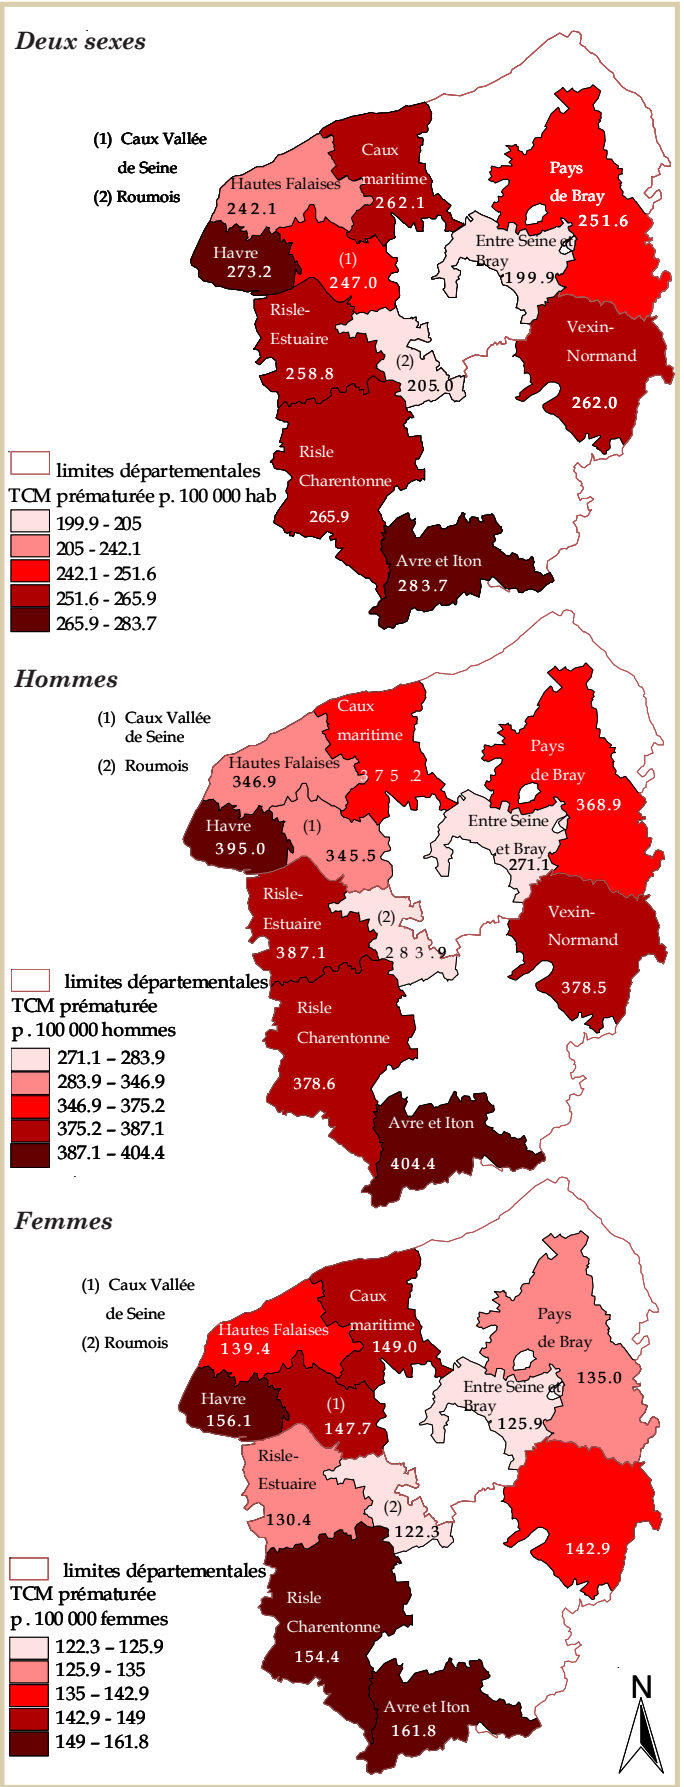 Deux sexes
(1) Caux Vallée
de Seine
(2) Roumois
Caux
maritime
262.1
Hautes Falaises
242.1
Pays
de Bray
251.6
Havre
273.2
(1)
247.0
Entre Seine et
Bray
199.9
Risle-
Estuaire
258.8
(2)
205.0
Vexin-
Normand
262.0
Risle
Charentonne
265.9
Avre et Iton
283.7
limites départementales
TCM prématurée p. 100 000 hab
199.9 - 205
205 - 242.1
242.1 - 251.6
251.6 - 265.9
265.9 - 283.7
Hommes
(1) Caux Vallée
de Seine
(2) Roumois
Caux
maritime
375.2
Hautes Falaises
346.9
Pays
de Bray
368.9
Havre
395.0
(1)
345.5
Entre Seine
et Bray
271.1
Risle-
Estuaire
387.1
(2)
283.9
Vexin-
Normand
378.5
Risle
Charentonne
378.6
Avre et Iton
404.4
limites départementales
TCM prématurée
p . 100 000 hommes
271.1 – 283.9
283.9 – 346.9
346.9 – 375.2
375.2 – 387.1
387.1 – 404.4
Femmes
(1) Caux Vallée
de Seine
(2) Roumois
Caux
maritime
149.0
Hautes Falaises
139.4
Pays
de Bray
135.0
Havre
156.1
(1)
147.7
Entre Seine et
Bray
125.9
Risle-
Estuaire
130.4
(2)
122.3
142.9
Risle
Charentonne
154.4
Avre et Iton
161.8
limites départementales
TCM prématurée
p . 100 000 femmes
122.3 – 125.9
125.9 - 135
135 – 142.9
142.9 - 149
149 – 161.8
N